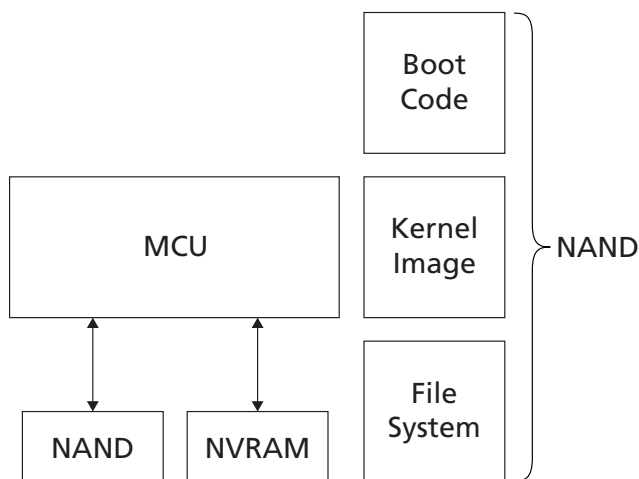 Boot
Code
MCU
Kernel
Image
NAND
File
System
NAND
NVRAM